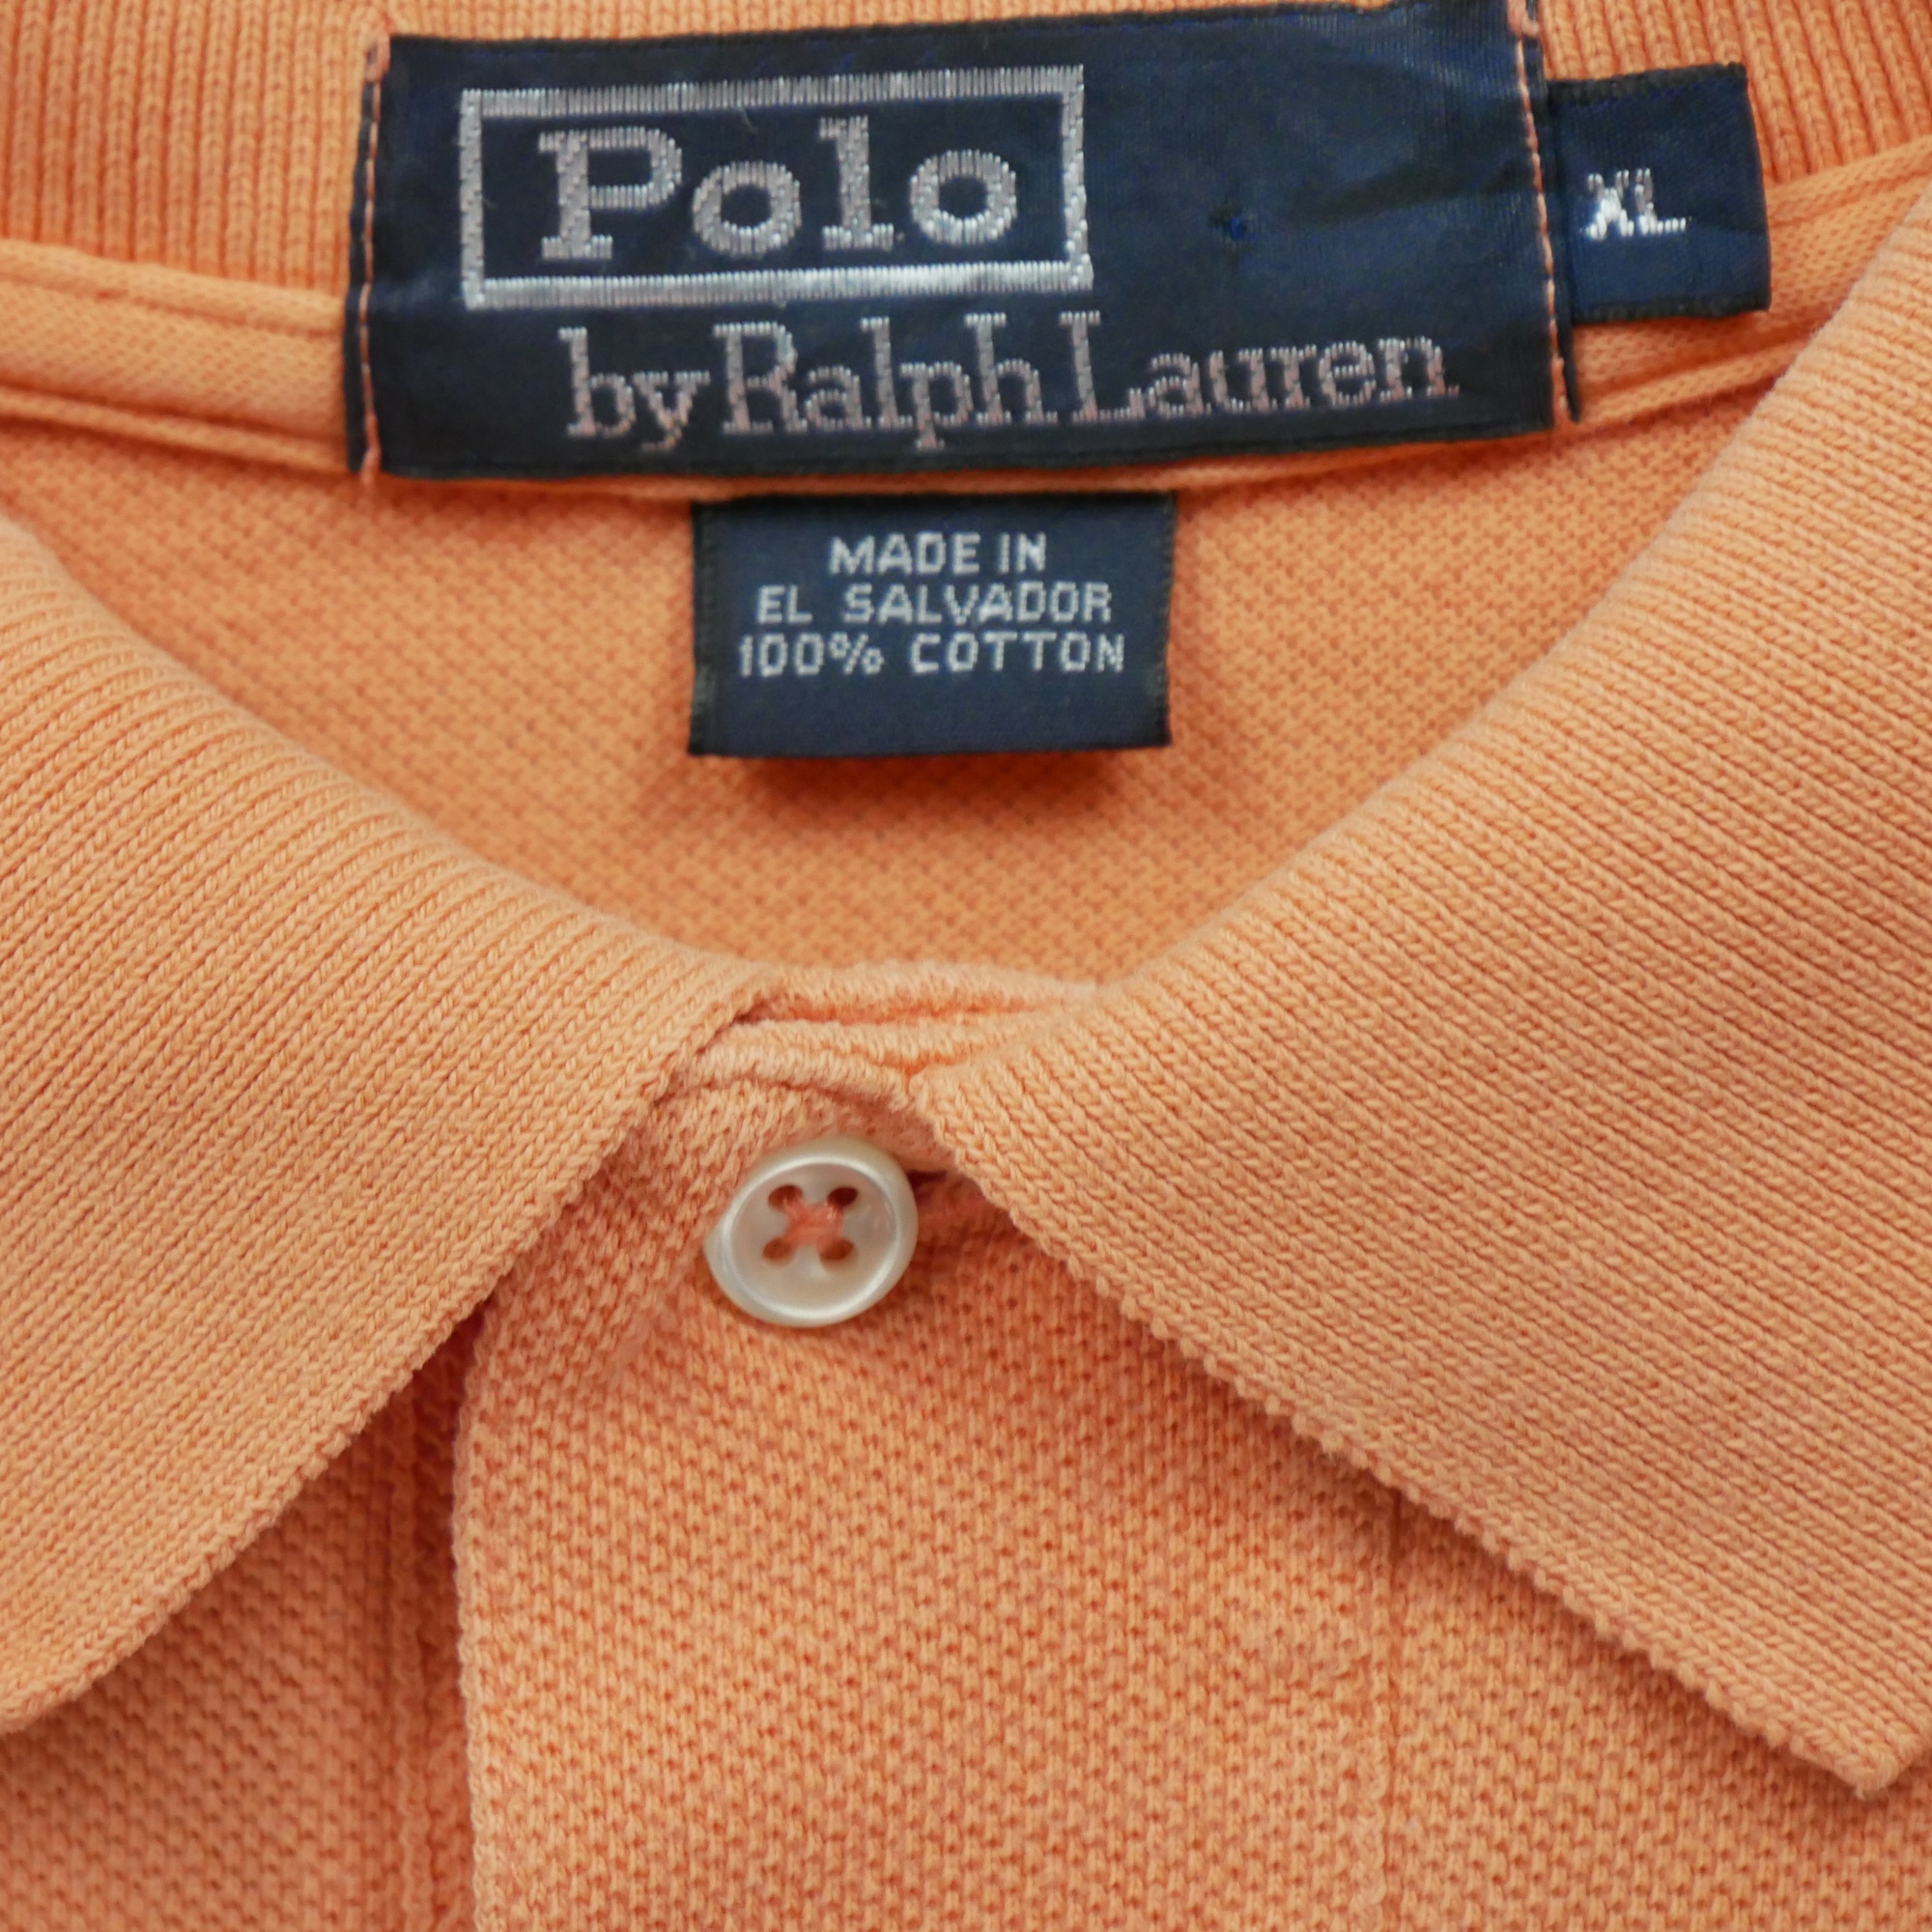 Polo
by Ralph Lauren
XL
MADE IN
EL SALVADOR
100% COTTON